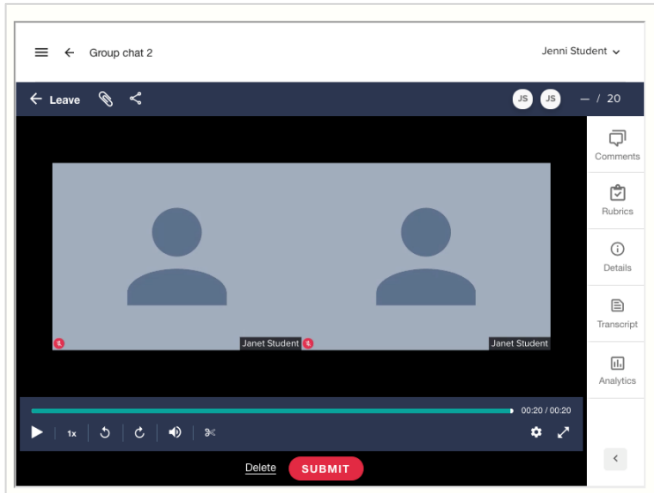 Group chat 2
Jenni Student
Leave
JS JS — / 20
Comments
Rubrics
Details
Transcript
Analytics
Janet Student
Janet Student
00:20 / 00:20
1x
Delete
SUBMIT